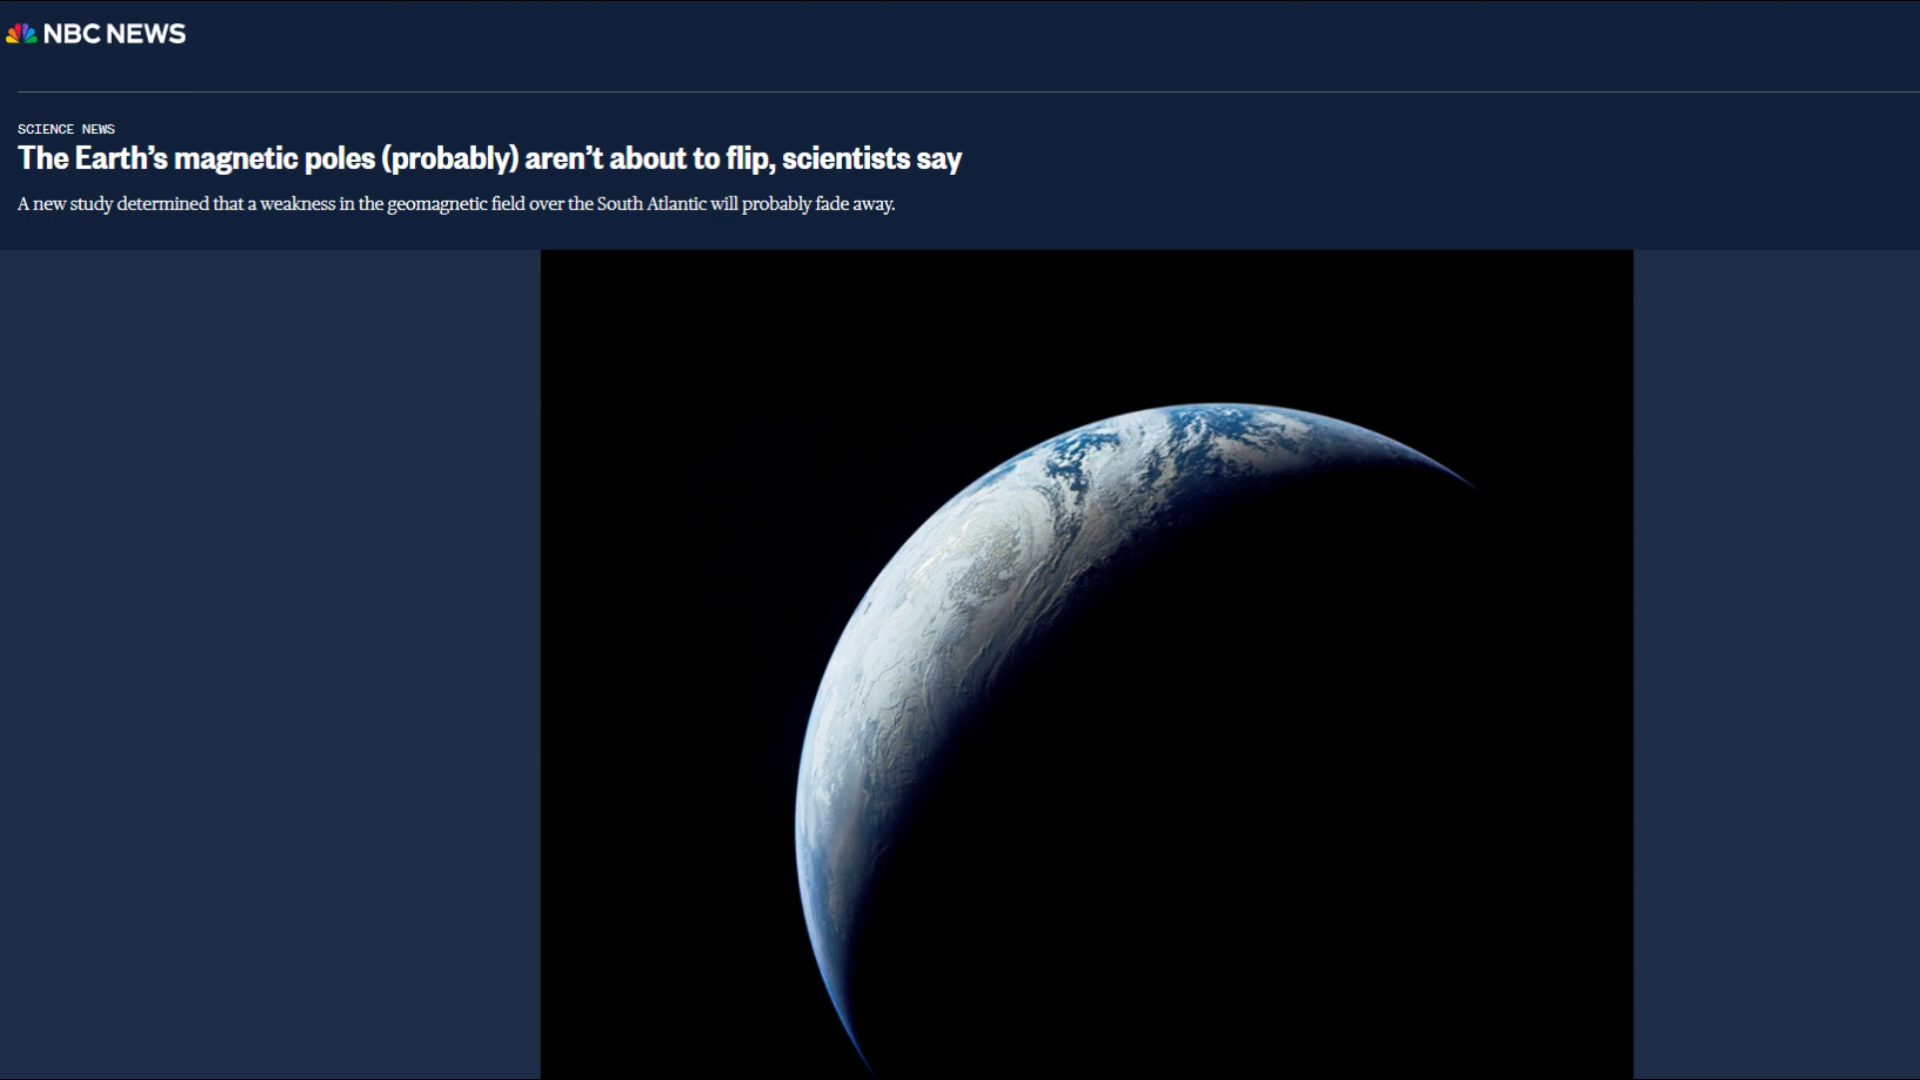 NBC NEWS
SCIENCE NEWS
The Earth’s magnetic poles (probably) aren’t about to flip, scientists say
A new study determined that a weakness in the geomagnetic field over the South Atlantic will probably fade away.